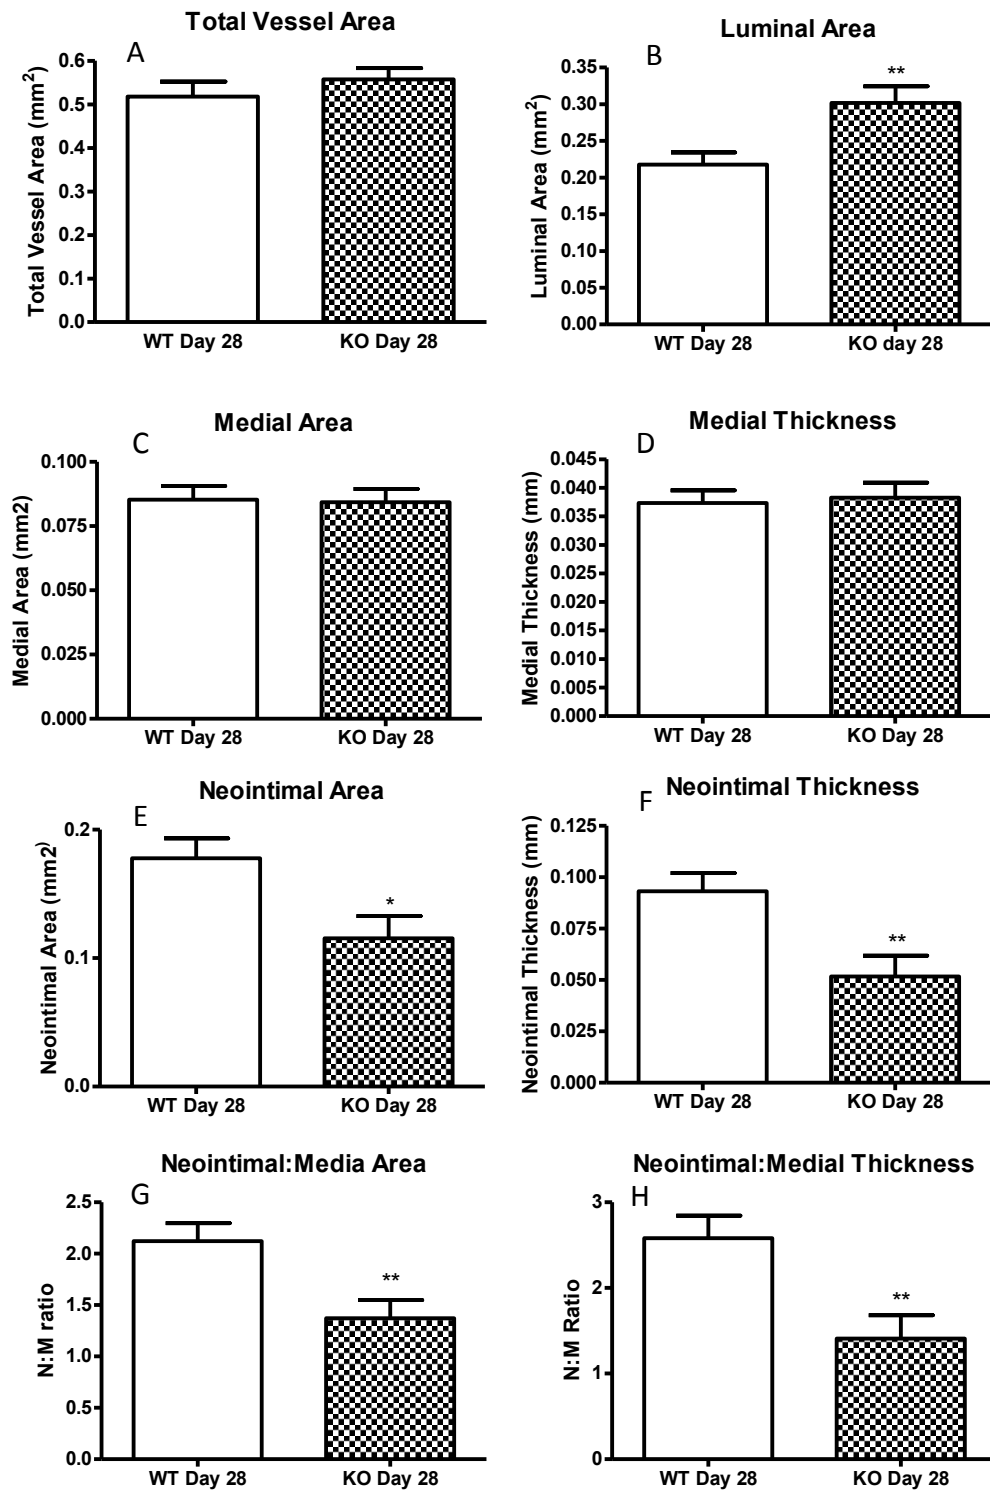 Total Vessel Area
A
Total Vessel Area (mm²)
0.6
0.5
0.4
0.3
0.2
0.1
0.0
WT Day 28
KO Day 28
Luminal Area
B
Luminal Area (mm²)
0.35
0.30
0.25
0.20
0.15
0.10
0.05
0.00
**
WT Day 28
KO day 28
Medial Area
C
Medial Area (mm2)
0.100
0.075
0.050
0.025
0.000
WT Day 28
KO Day 28
Medial Thickness
D
Medial Thickness (mm)
0.045
0.040
0.035
0.030
0.025
0.020
0.015
0.010
0.005
0.000
WT Day 28
KO Day 28
Neointimal Area
E
Neointimal Area (mm2)
0.2
0.1
0.0
*
WT Day 28
KO Day 28
Neointimal Thickness
F
Neointimal Thickness (mm)
0.125
0.100
0.075
0.050
0.025
0.000
**
WT Day 28
KO Day 28
Neointimal:Media Area
G
N:M ratio
2.5
2.0
1.5
1.0
0.5
0.0
**
WT Day 28
KO Day 28
Neointimal:Medial Thickness
H
N:M Ratio
3
2
1
0
**
WT Day 28
KO Day 28